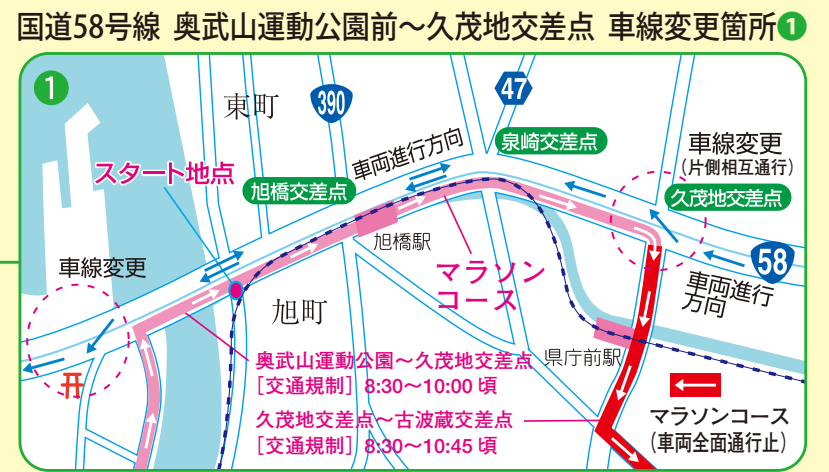 国道58号線 奥武山運動公園前～久茂地交差点 車線変更箇所❶
❶
東町
390
47
車両進行方向
泉崎交差点
車線変更
(片側相互通行)
スタート地点
旭橋交差点
久茂地交差点
旭橋駅
車線変更
マラソン
コース
58
車両進行
方向
旭町
奥武山運動公園～久茂地交差点
［交通規制］8:30～10:00 頃
県庁前駅
久茂地交差点～古波蔵交差点
［交通規制］8:30～10:45 頃
マラソンコース
(車両全面通行止)